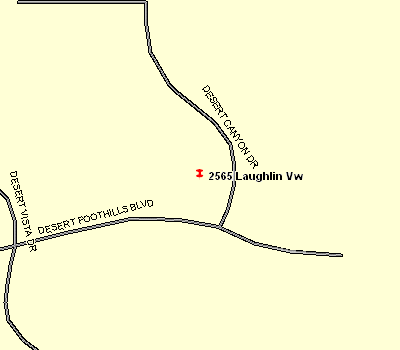 DESERT CANYON DR
2565 Laughlin Vw
DESERT VISTA DR
DESERT FOOTHILLS BLVD